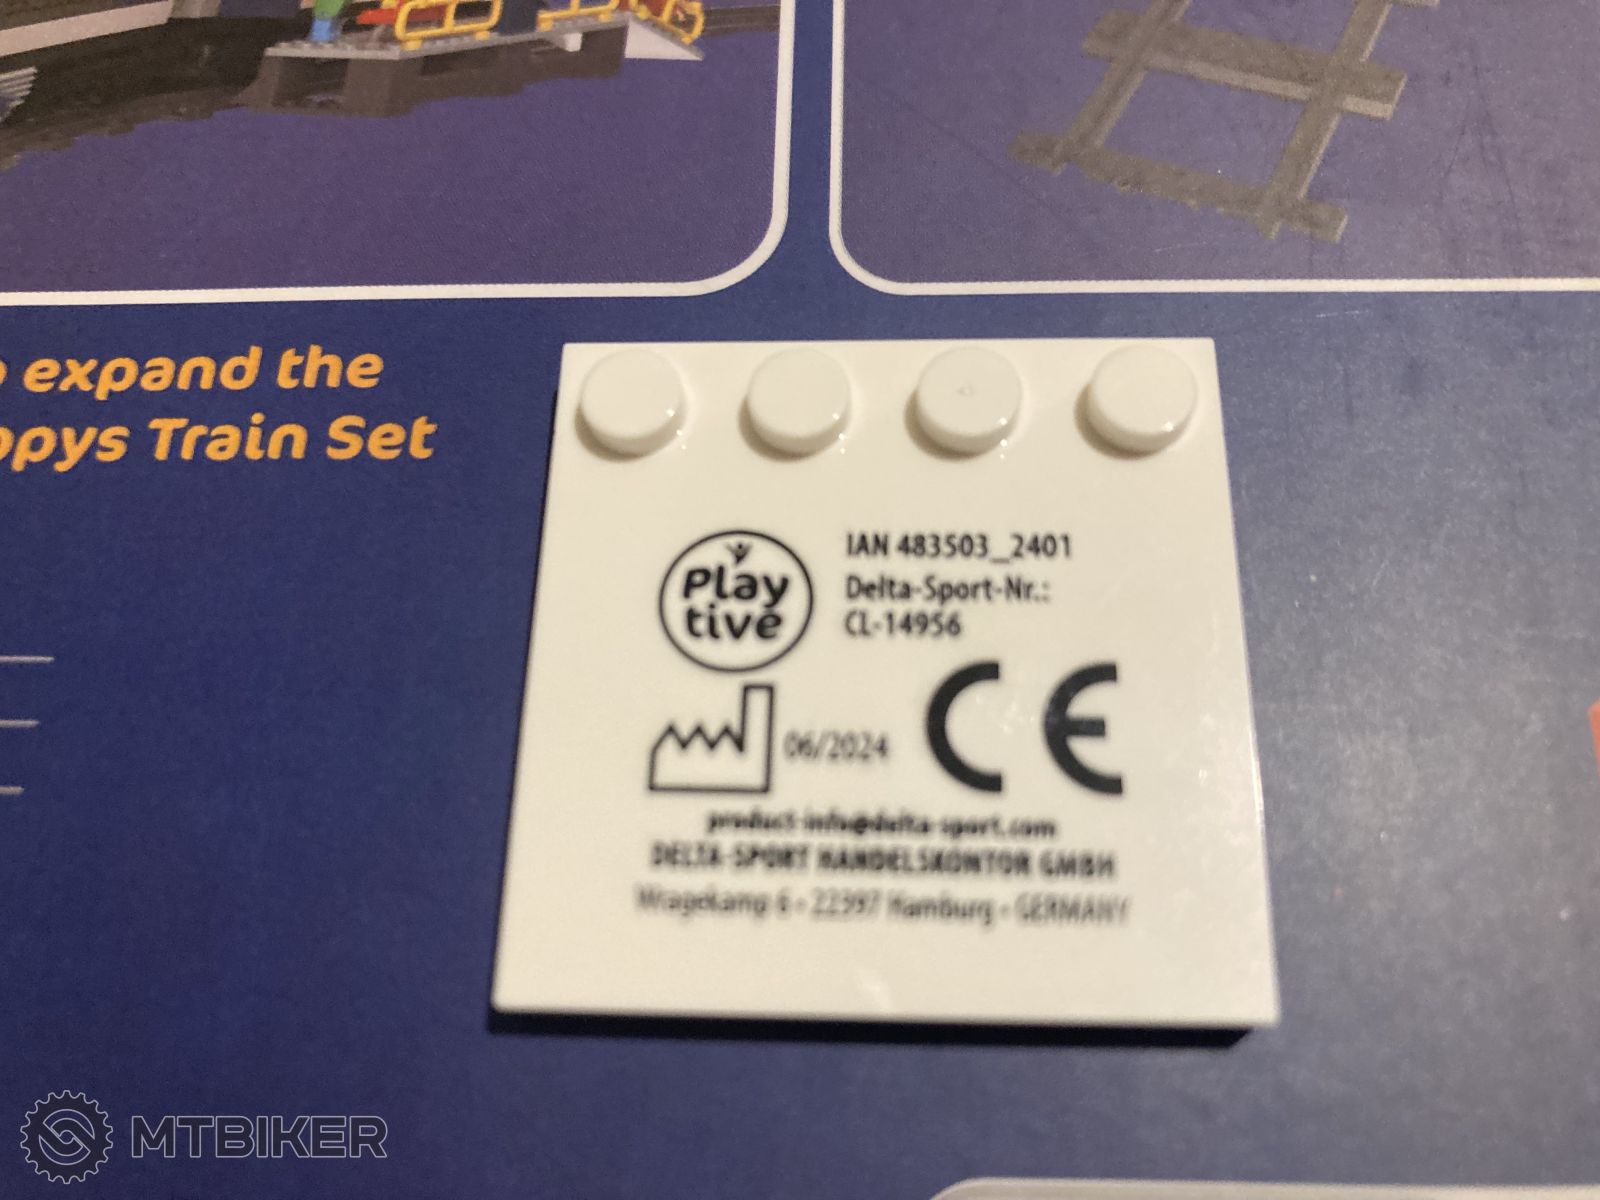 expand the
ppys Train Set
Play
tive
IAN 483503_2401
Delta-Sport-Nr.:
CL-14956
06/2024
CE
product-info@delta-sport.com
DELTA-SPORT HANDELSKONTOR GMBH
Wragekamp 6 • 22397 Hamburg • GERMANY
MTBIKER